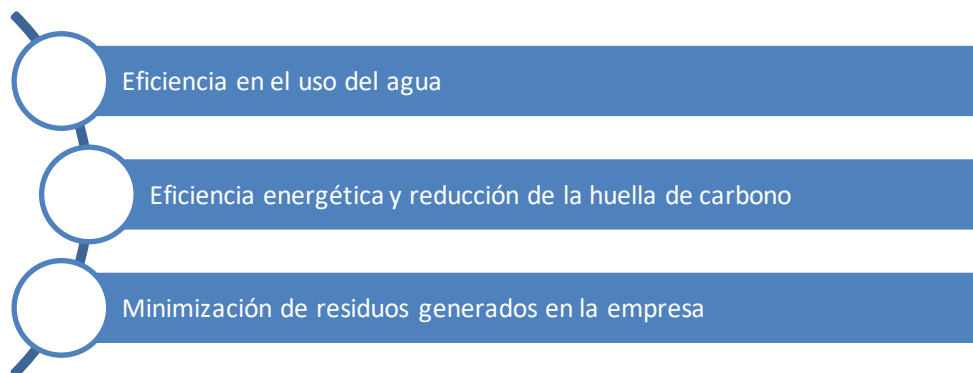 Eficiencia en el uso del agua
Eficiencia energética y reducción de la huella de carbono
Minimización de residuos generados en la empresa